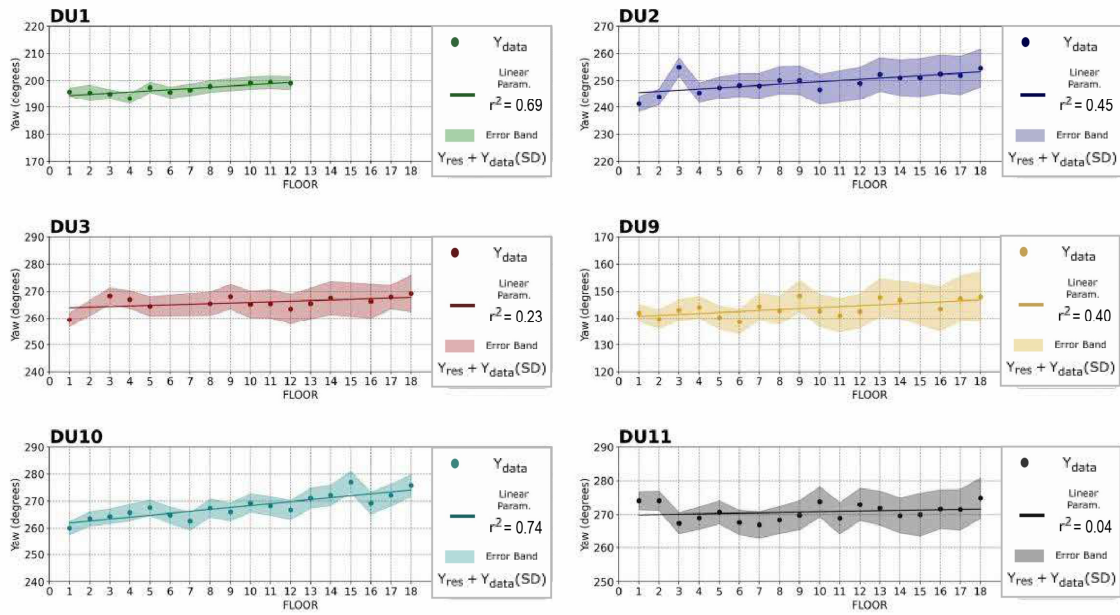 DU1
220
210
200
190
180
170
Yaw (degrees)
0 1 2 3 4 5 6 7 8 9 10 11 12 13 14 15 16 17 18
FLOOR
Y_data
Linear
Param.
r² = 0.69
Error Band
Y_res + Y_data(SD)
DU2
270
260
250
240
230
220
Yaw (degrees)
0 1 2 3 4 5 6 7 8 9 10 11 12 13 14 15 16 17 18
FLOOR
Y_data
Linear
Param.
r² = 0.45
Error Band
Y_res + Y_data(SD)
DU3
290
280
270
260
250
240
Yaw (degrees)
0 1 2 3 4 5 6 7 8 9 10 11 12 13 14 15 16 17 18
FLOOR
Y_data
Linear
Param.
r² = 0.23
Error Band
Y_res + Y_data(SD)
DU9
170
160
150
140
130
120
Yaw (degrees)
0 1 2 3 4 5 6 7 8 9 10 11 12 13 14 15 16 17 18
FLOOR
Y_data
Linear
Param.
r² = 0.40
Error Band
Y_res + Y_data(SD)
DU10
290
280
270
260
250
240
Yaw (degrees)
0 1 2 3 4 5 6 7 8 9 10 11 12 13 14 15 16 17 18
FLOOR
Y_data
Linear
Param.
r² = 0.74
Error Band
Y_res + Y_data(SD)
DU11
290
280
270
260
250
Yaw (degrees)
0 1 2 3 4 5 6 7 8 9 10 11 12 13 14 15 16 17 18
FLOOR
Y_data
Linear
Param.
r² = 0.04
Error Band
Y_res + Y_data(SD)